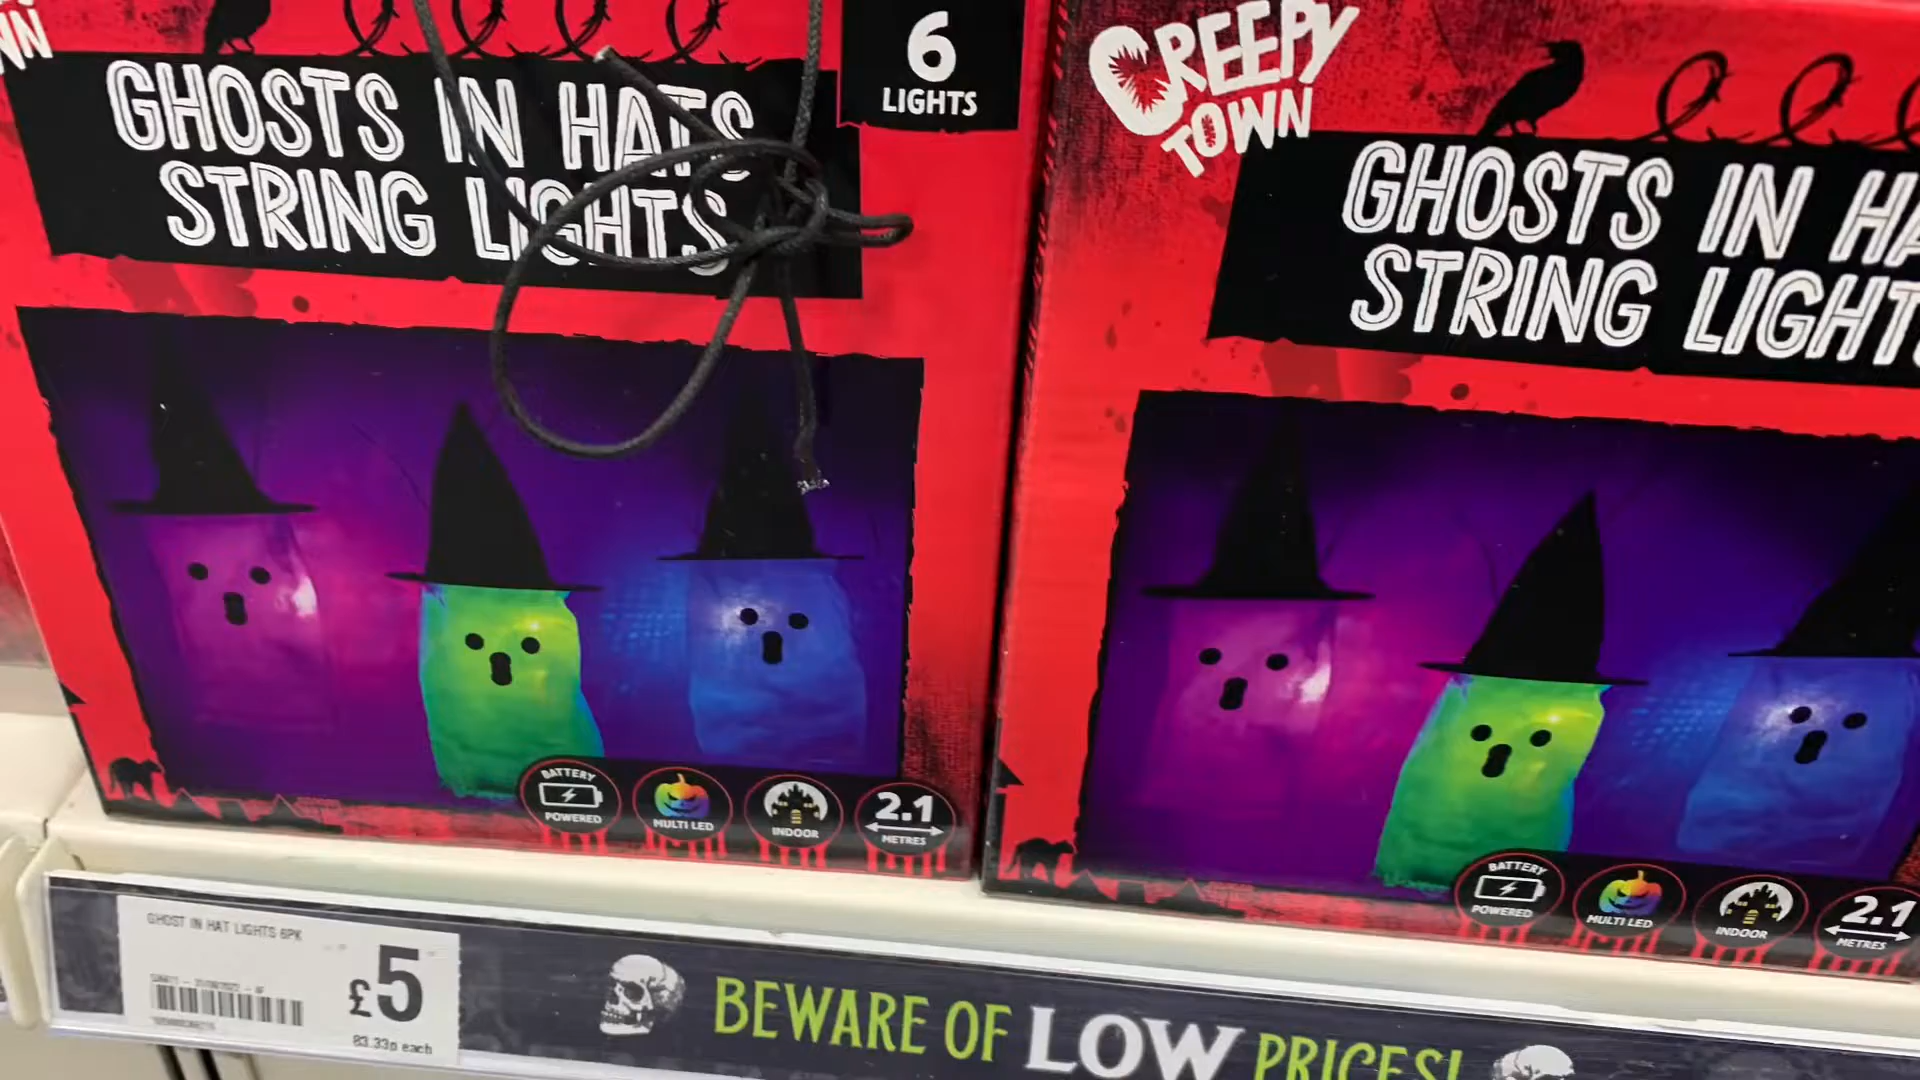 WN
GHOSTS IN HATS
STRING LIGHTS
6
LIGHTS
BATTERY
POWERED
MULTI LED
INDOOR
2.1
METRES
CREEPY
TOWN
GHOSTS IN HA
STRING LIGHT
BATTERY
POWERED
MULTI LED
INDOOR
2.1
METRES
GHOST IN HAT LIGHTS 6PK
£5
83.33p each
BEWARE OF LOW PRICES!